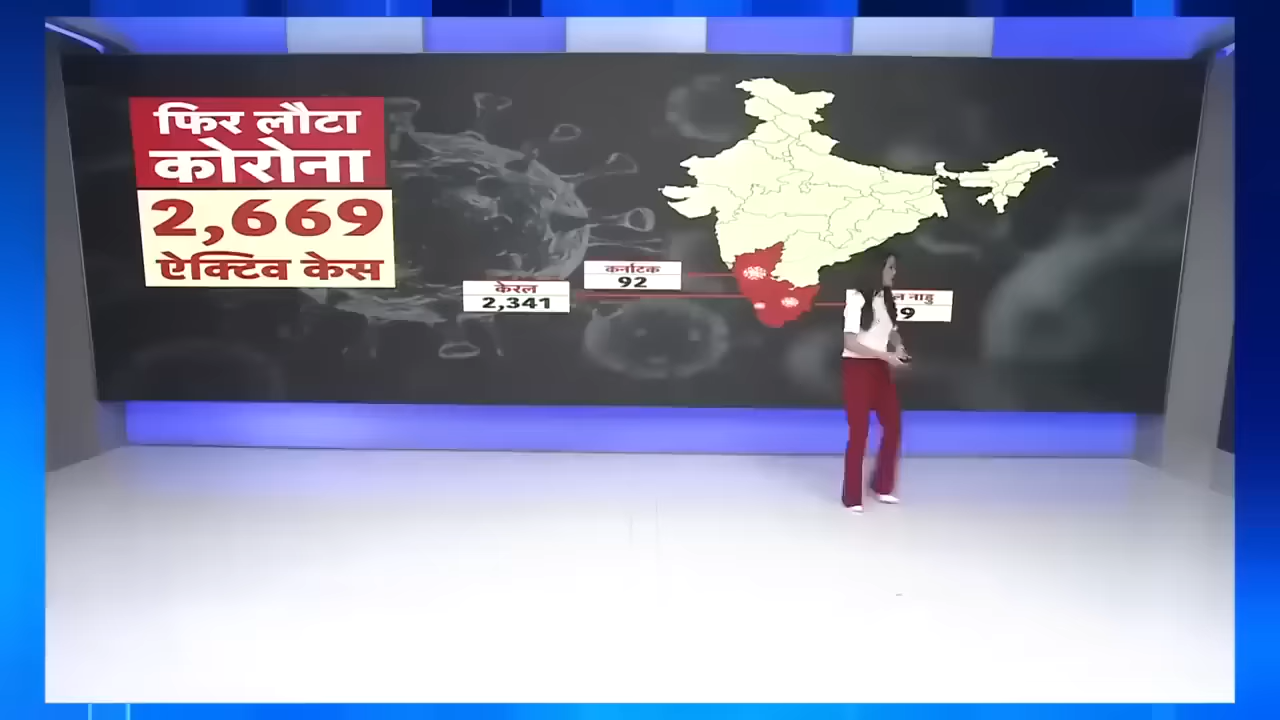 फिर लौटा
कोरोना
2,669
ऐक्टिव केस
कर्नाटक
92
केरल
2,341
नाडु